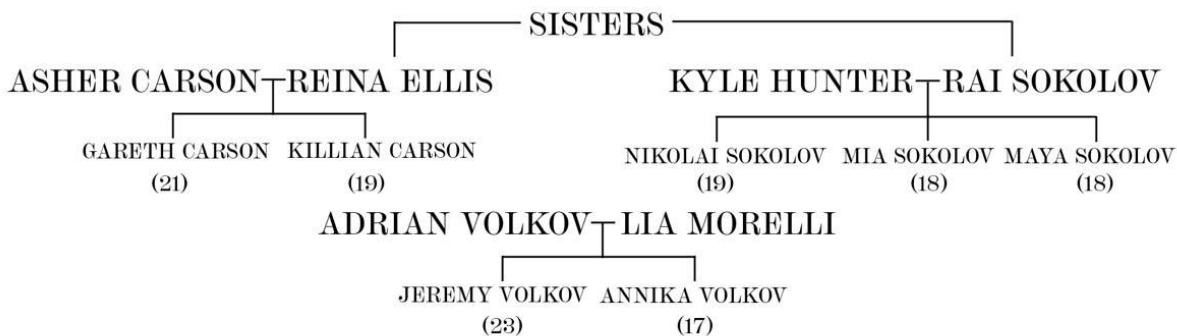 SISTERS
ASHER CARSON REINA ELLIS KYLE HUNTER RAI SOKOLOV
GARETH CARSON KILLIAN CARSON NIKOLAI SOKOLOV MIA SOKOLOV MAYA SOKOLOV
(21) (19) (19) (18) (18)
ADRIAN VOLKOV LIA MORELLI
JEREMY VOLKOV ANNIKA VOLKOV
(23) (17)